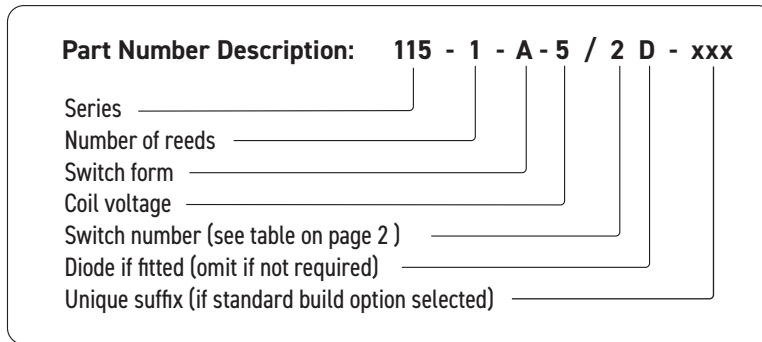 Part Number Description: 115 - 1 - A - 5 / 2 D - xxx
Series
Number of reeds
Switch form
Coil voltage
Switch number (see table on page 2 )
Diode if fitted (omit if not required)
Unique suffix (if standard build option selected)